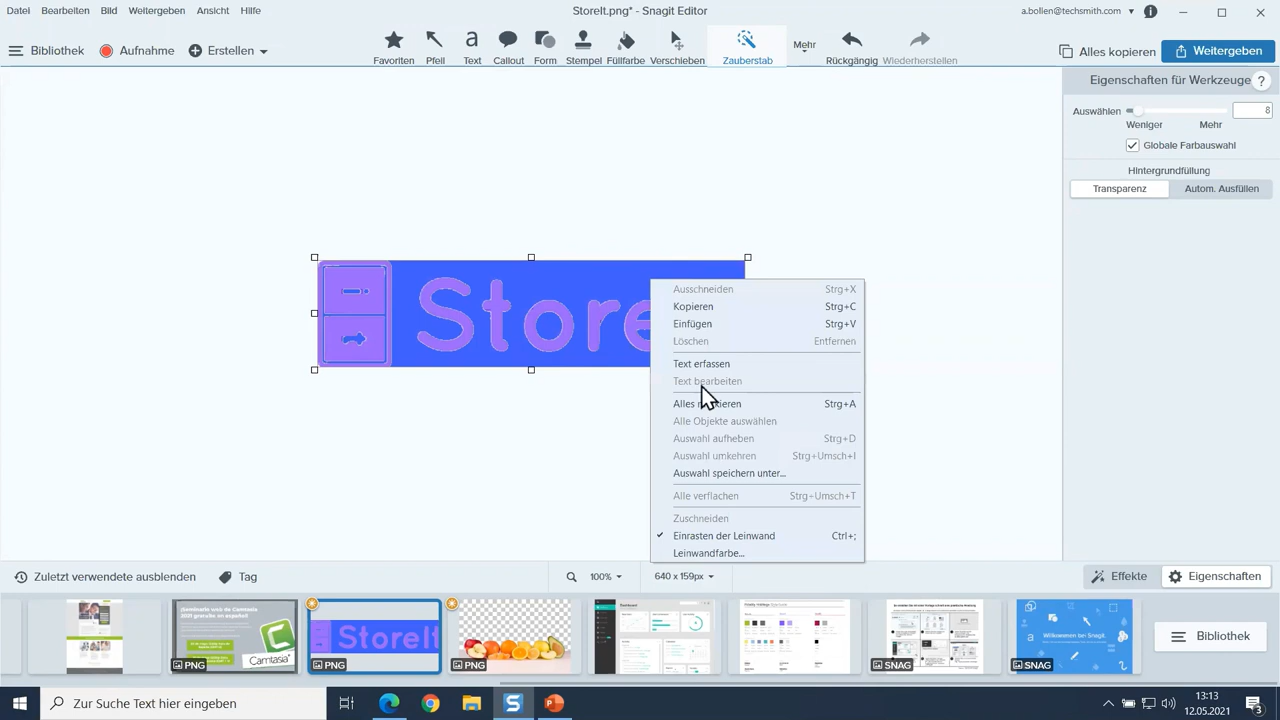 Datei Bearbeiten Bild Weitergeben Ansicht Hilfe
StoreIt.png* - Snagit Editor
a.bollen@techsmith.com
Bibliothek Aufnahme Erstellen
Favoriten Pfeil Text Callout Form Stempel Füllfarbe Verschieben Zauberstab Mehr Rückgängig Wiederherstellen
Alles kopieren Weitergeben
Eigenschaften für Werkzeuge ?
Auswählen 8
Weniger Mehr
Globale Farbauswahl
Hintergrundfüllung
Transparenz Autom. Ausfüllen
Store
Ausschneiden Strg+X
Kopieren Strg+C
Einfügen Strg+V
Löschen Entfernen
Text erfassen
Text bearbeiten
Alles markieren Strg+A
Alle Objekte auswählen
Auswahl aufheben Strg+D
Auswahl umkehren Strg+Umsch+I
Auswahl speichern unter...
Alle verflachen Strg+Umsch+T
Zuschneiden
Einrasten der Leinwand Ctrl+;
Leinwandfarbe...
Zuletzt verwendete ausblenden Tag
100% 640 x 159px
Effekte Eigenschaften
Camtasia
PNG
StoreIt
PNG
PNG
Dashboard
SNAG
Willkommen bei Snagit
SNAG
Bibliothek
Zur Suche Text hier eingeben
13:13
12.05.2021
3